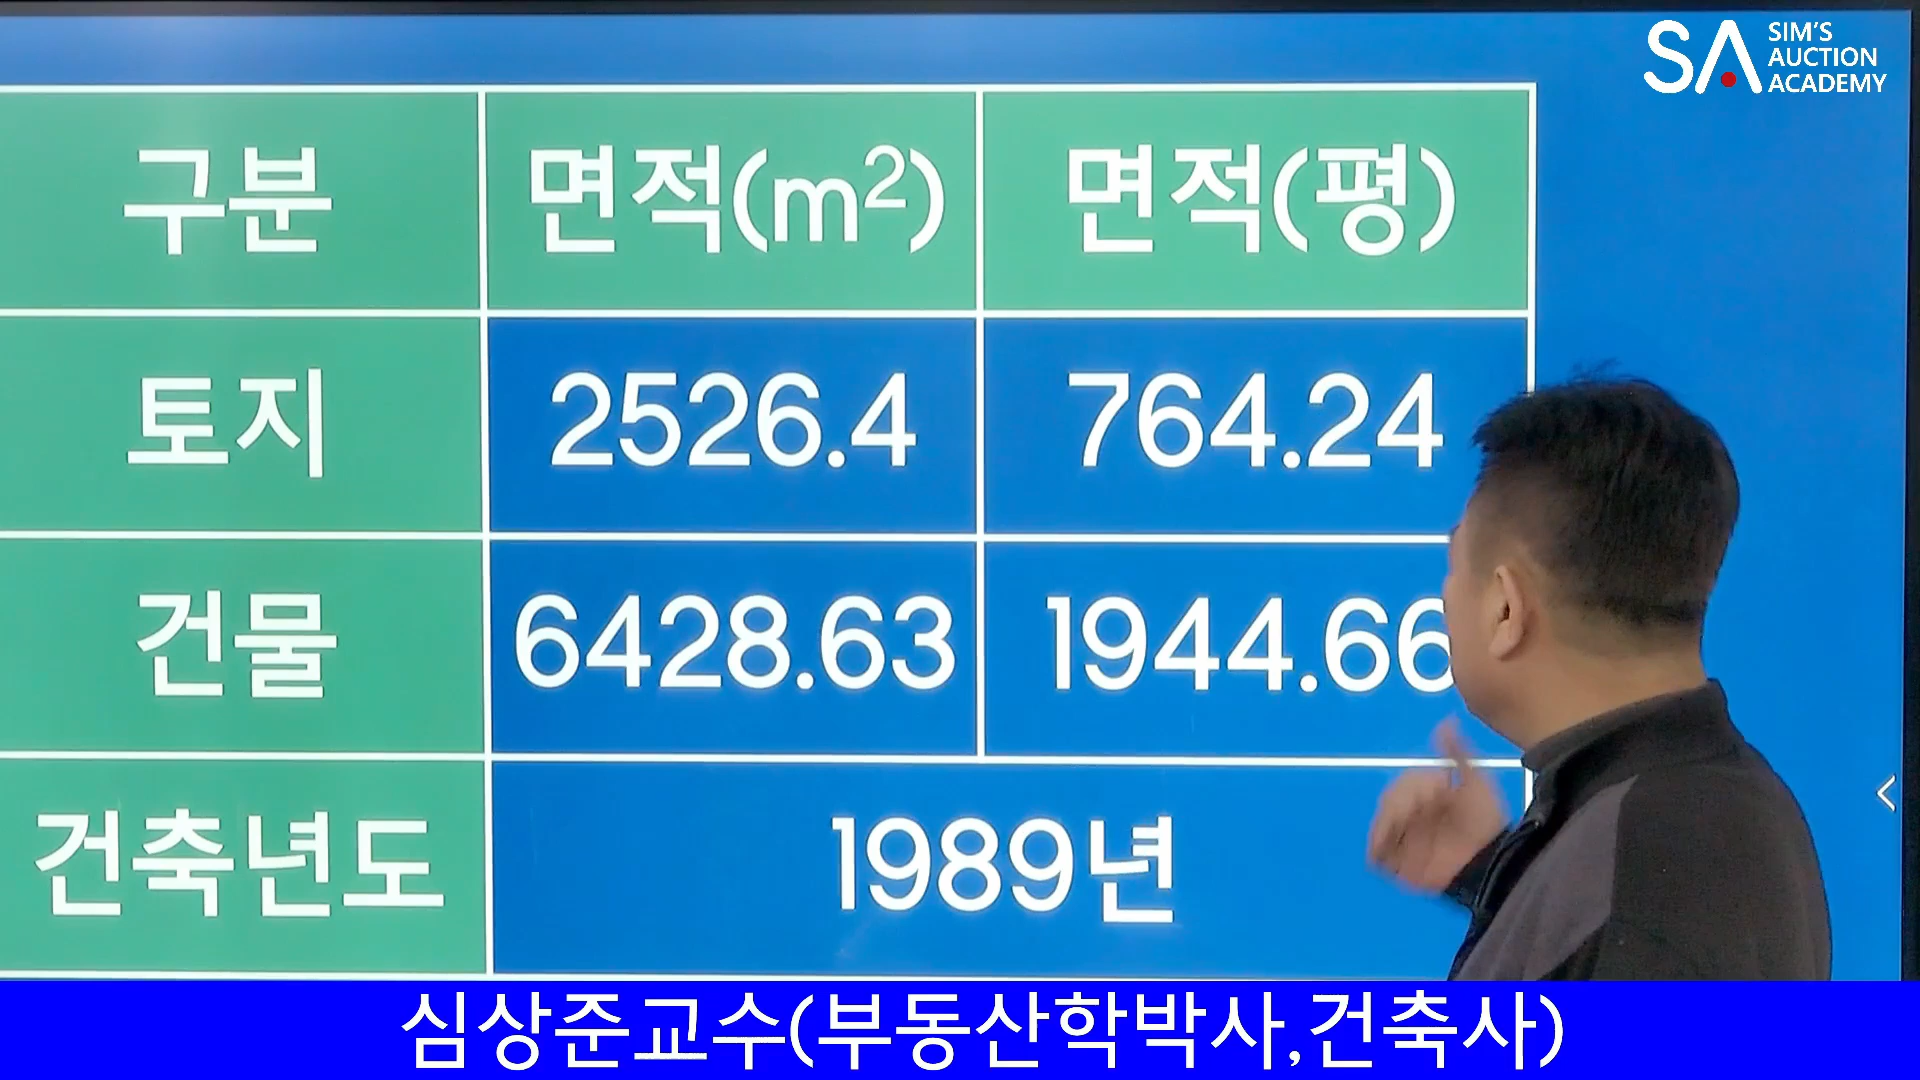 SA SIM'S
AUCTION
ACADEMY
구분 면적(m²) 면적(평)
토지 2526.4 764.24
건물 6428.63 1944.66
건축년도 1989년
심상준교수(부동산학박사,건축사)